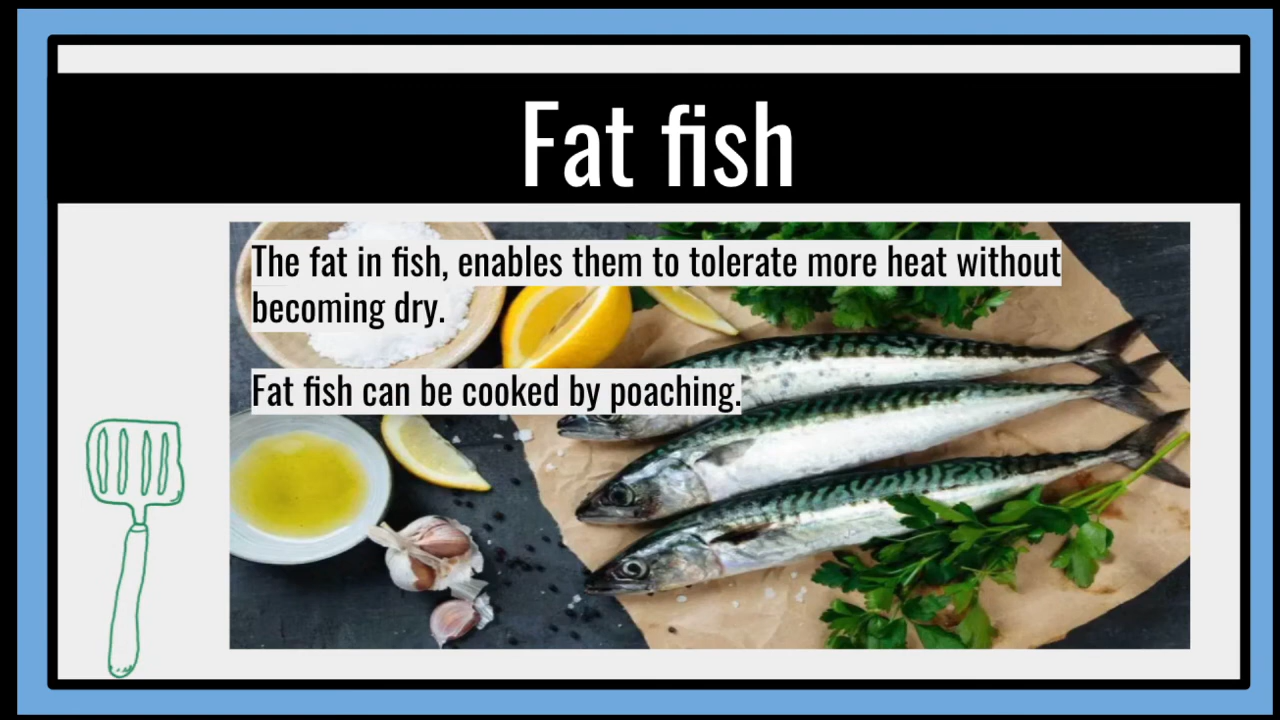 Fat fish
The fat in fish, enables them to tolerate more heat without
becoming dry.
Fat fish can be cooked by poaching.